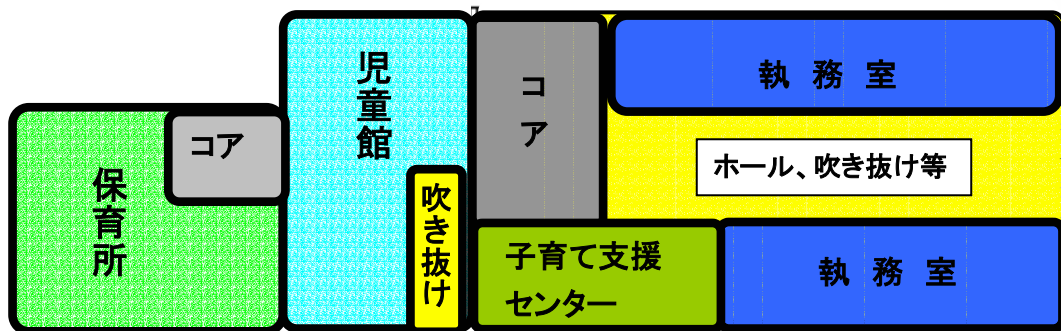 保育所
コア
児童館
吹き抜け
コア
執務室
ホール、吹き抜け等
子育て支援
センター
執務室